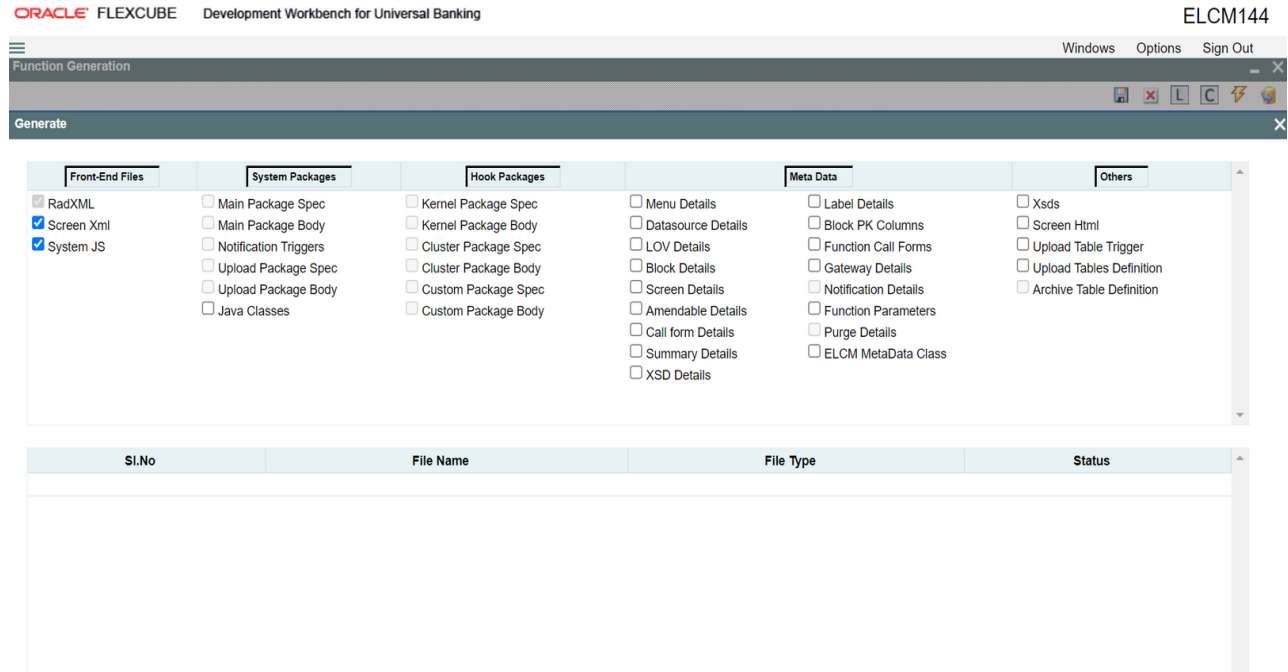 ORACLE FLEXCUBE Development Workbench for Universal Banking ELCM144
Windows Options Sign Out
Function Generation
L C
Generate
Front-End Files System Packages Hook Packages Meta Data Others
RadXML Main Package Spec Kernel Package Spec Menu Details Label Details Xsds
Screen Xml Main Package Body Kernel Package Body Datasource Details Block PK Columns Screen Html
System JS Notification Triggers Cluster Package Spec LOV Details Function Call Forms Upload Table Trigger
Upload Package Spec Cluster Package Body Block Details Gateway Details Upload Tables Definition
Upload Package Body Custom Package Spec Screen Details Notification Details Archive Table Definition
Java Classes Custom Package Body Amendable Details Function Parameters
Call form Details Purge Details
Summary Details ELCM MetaData Class
XSD Details
Sl.No File Name File Type Status